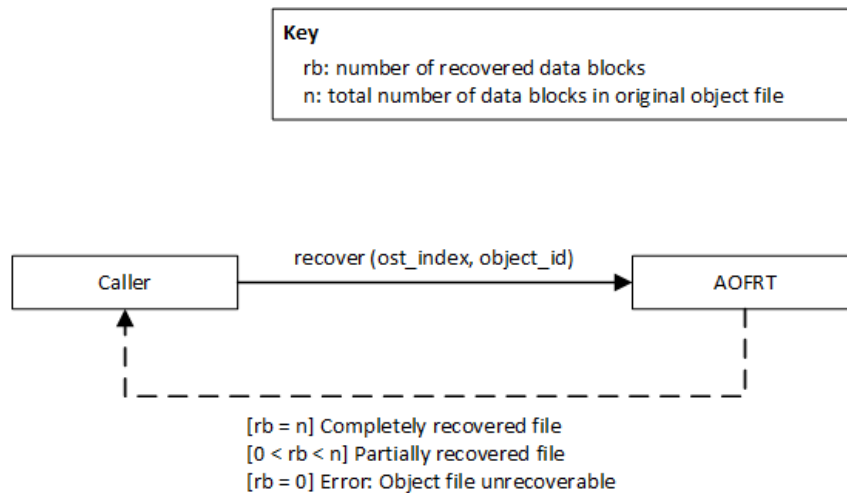 Key
rb: number of recovered data blocks
n: total number of data blocks in original object file
recover (ost_index, object_id)
Caller
AOFRT
[rb = n] Completely recovered file
[0 < rb < n] Partially recovered file
[rb = 0] Error: Object file unrecoverable